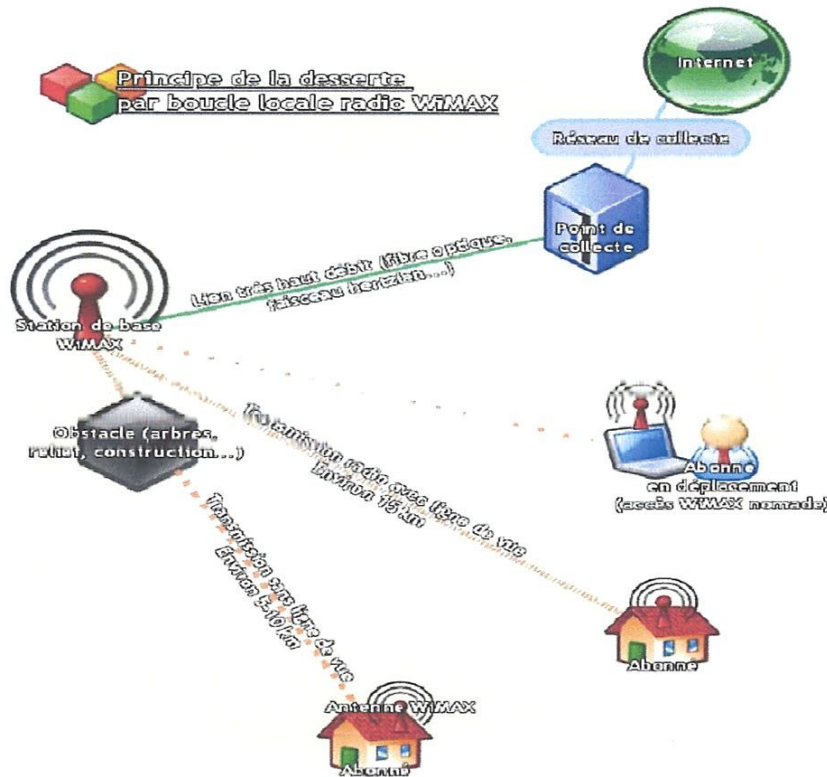 Principe de la desserte
par boucle locale radio WiMAX
Internet
Réseau de collecte
Point de
collecte
Lien très haut débit (fibre optique,
faisceau hertzien...)
Station de base
WiMAX
Obstacle (arbres,
relief, construction...)
Transmission radio avec ligne de vue
Environ 15 km
Abonné
en déplacement
(accès WiMAX nomade)
Transmission sans ligne de vue
Environ 5-10 km
Abonné
Antenne WiMAX
Abonné